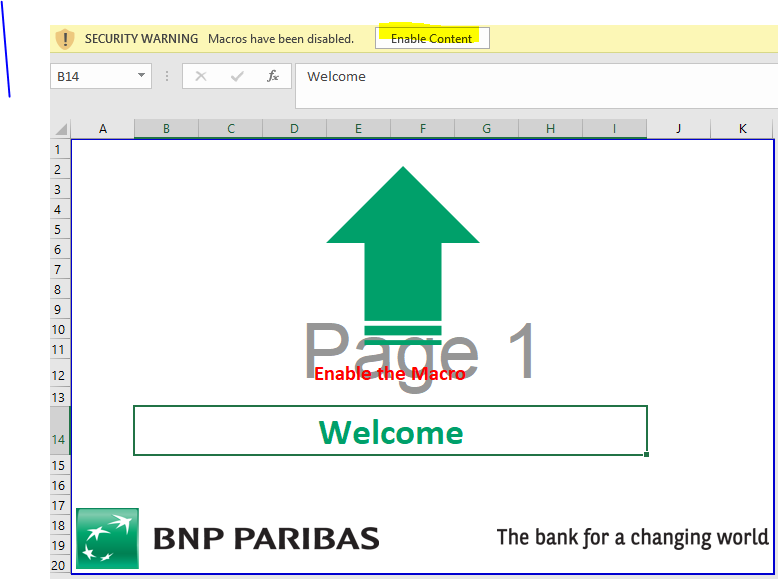 SECURITY WARNING Macros have been disabled. Enable Content
B14 fx Welcome
A B C D E F G H I J K
1
2
3
4
5
6
7
8
9
10
11
Page 1
12
Enable the Macro
13
14
Welcome
15
16
17
18
19
20
BNP PARIBAS
The bank for a changing world